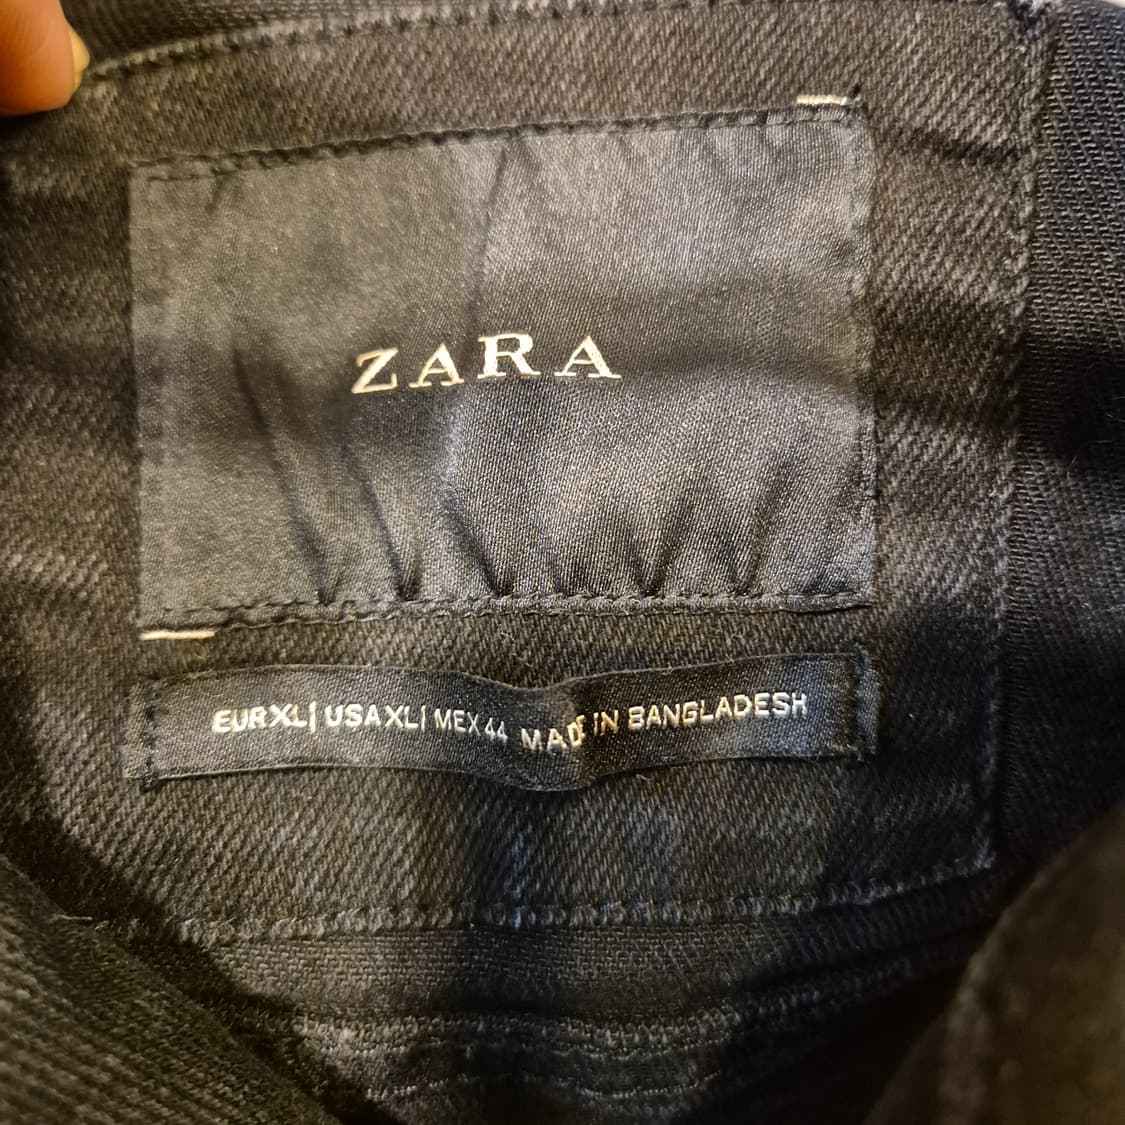 ZARA
EUR XL| USA XL| MEX 44 MADE IN BANGLADESH